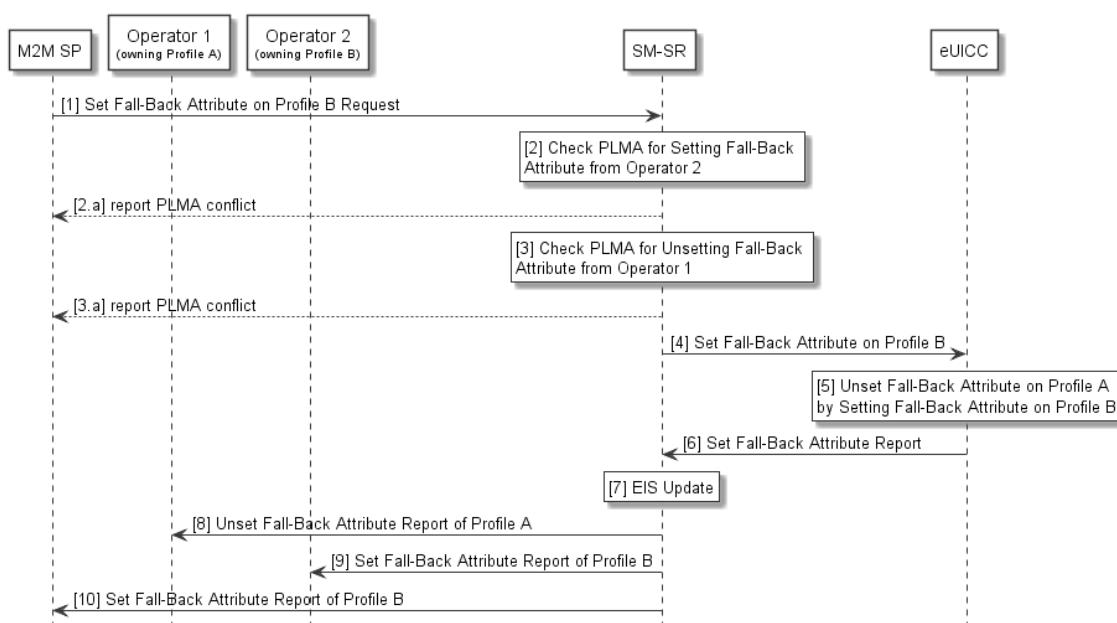 M2M SP
Operator 1
(owning Profile A)
Operator 2
(owning Profile B)
SM-SR
eUICC
[1] Set Fall-Back Attribute on Profile B Request
[2] Check PLMA for Setting Fall-Back
Attribute from Operator 2
[2.a] report PLMA conflict
[3] Check PLMA for Unsetting Fall-Back
Attribute from Operator 1
[3.a] report PLMA conflict
[4] Set Fall-Back Attribute on Profile B
[5] Unset Fall-Back Attribute on Profile A
by Setting Fall-Back Attribute on Profile B
[6] Set Fall-Back Attribute Report
[7] EIS Update
[8] Unset Fall-Back Attribute Report of Profile A
[9] Set Fall-Back Attribute Report of Profile B
[10] Set Fall-Back Attribute Report of Profile B